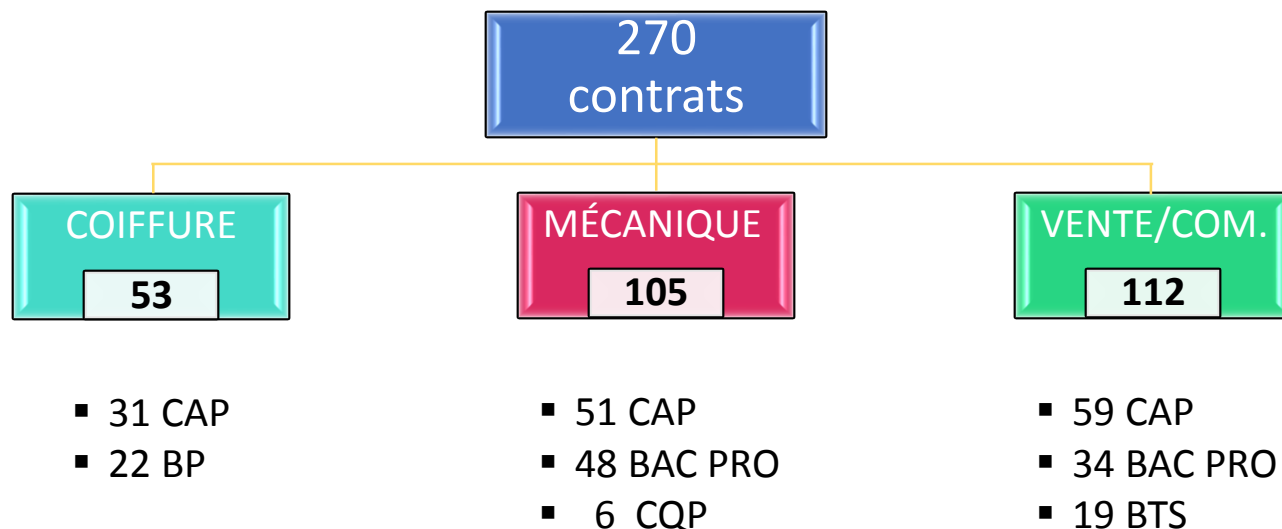 270
contrats
COIFFURE
53
MÉCANIQUE
105
VENTE/COM.
112
▪ 31 CAP
▪ 22 BP
▪ 51 CAP
▪ 48 BAC PRO
▪ 6 CQP
▪ 59 CAP
▪ 34 BAC PRO
▪ 19 BTS